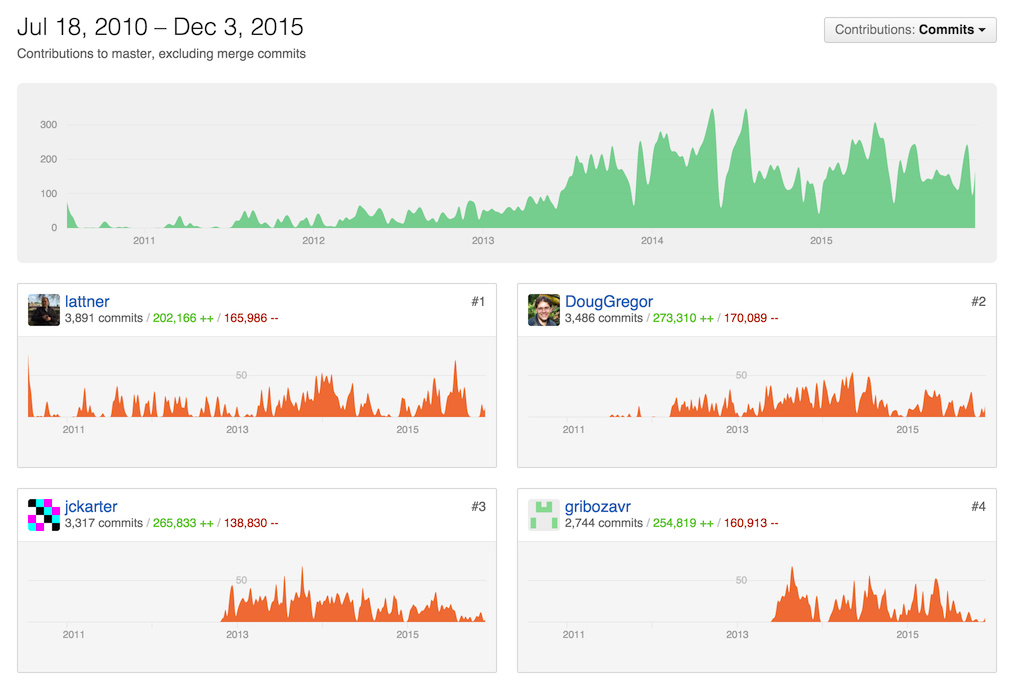 Jul 18, 2010 – Dec 3, 2015
Contributions: Commits
Contributions to master, excluding merge commits
300
200
100
0
2011 2012 2013 2014 2015
lattner #1
3,891 commits / 202,166 ++ / 165,986 --
50
2011 2013 2015
DougGregor #2
3,486 commits / 273,310 ++ / 170,089 --
50
2011 2013 2015
jckarter #3
3,317 commits / 265,833 ++ / 138,830 --
50
2011 2013 2015
gribozavr #4
2,744 commits / 254,819 ++ / 160,913 --
50
2011 2013 2015